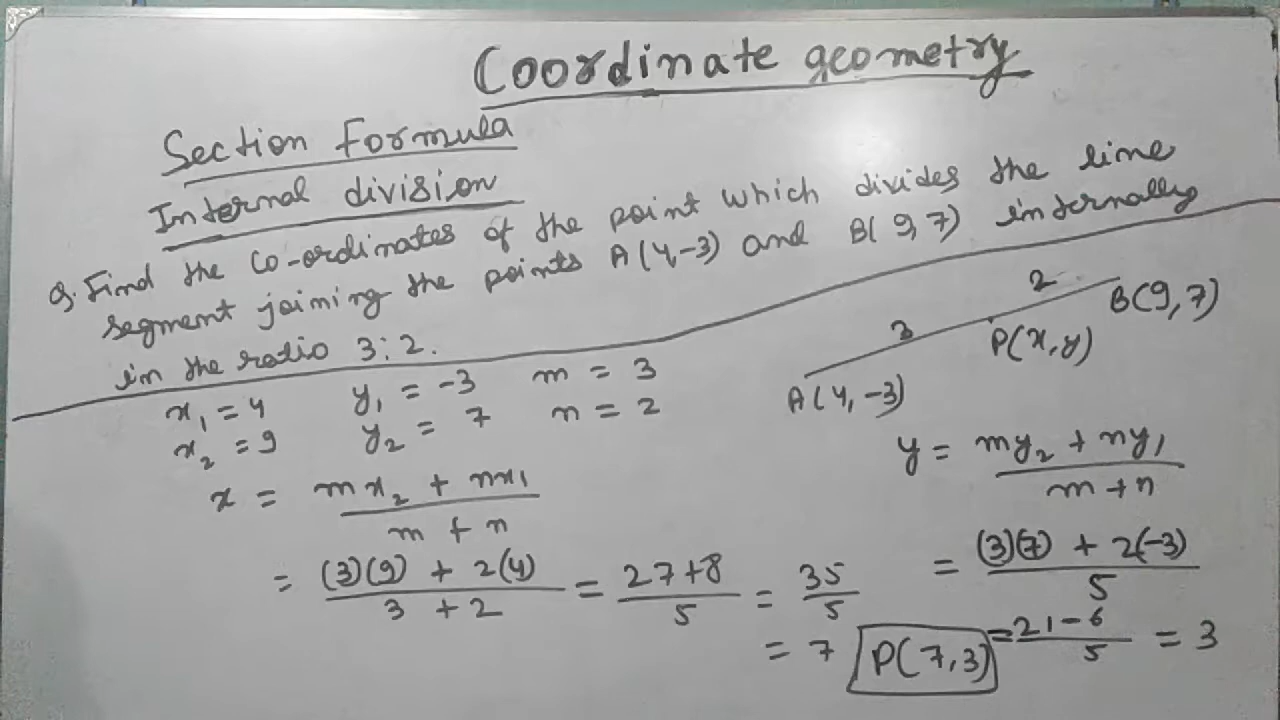 Coordinate geometry
Section Formula
Internal division
Q. Find the co-ordinates of the point which divides the line
segment joining the points A(4,-3) and B(9,7) internally
in the ratio 3:2.
3 2 B(9,7)
P(x,y)
A(4,-3)
x₁ = 4 y₁ = -3 m = 3
x₂ = 9 y₂ = 7 n = 2
x = (mx₂ + nx₁)/(m + n)
= ((3)(9) + 2(4))/(3 + 2) = (27+8)/5 = 35/5
= 7
y = (my₂ + ny₁)/(m + n)
= ((3)(7) + 2(-3))/5
= (21-6)/5 = 3
P(7,3)